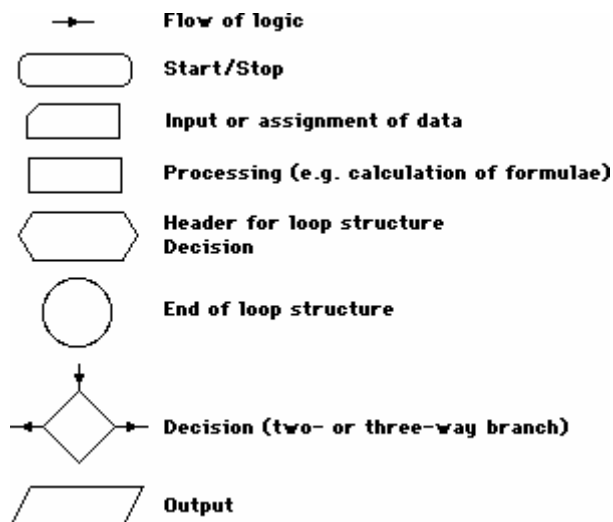 Flow of logic
Start/Stop
Input or assignment of data
Processing (e.g. calculation of formulae)
Header for loop structure
Decision
End of loop structure
Decision (two- or three-way branch)
Output